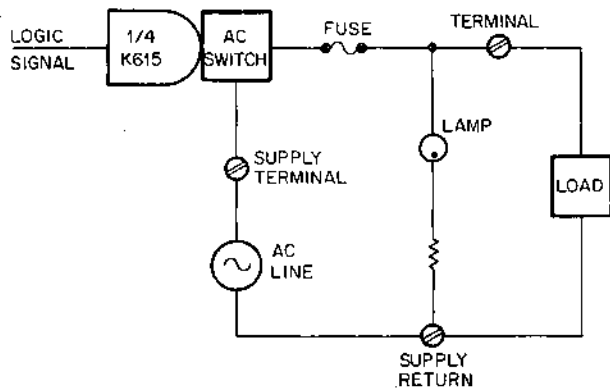 LOGIC
SIGNAL
1/4
K615
AC
SWITCH
FUSE
TERMINAL
LAMP
SUPPLY
TERMINAL
LOAD
AC
LINE
SUPPLY
RETURN